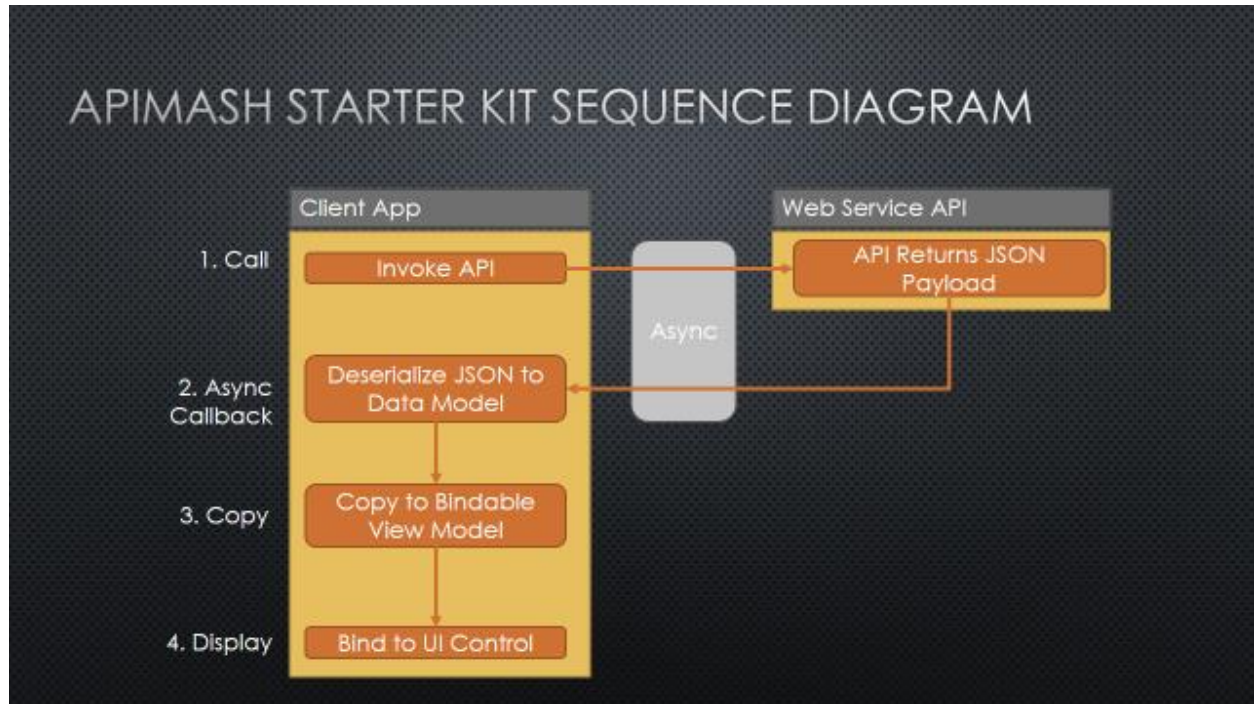 APIMASH STARTER KIT SEQUENCE DIAGRAM
Client App
Web Service API
1. Call
Invoke API
API Returns JSON
Payload
Async
2. Async
Callback
Deserialize JSON to
Data Model
3. Copy
Copy to Bindable
View Model
4. Display
Bind to UI Control